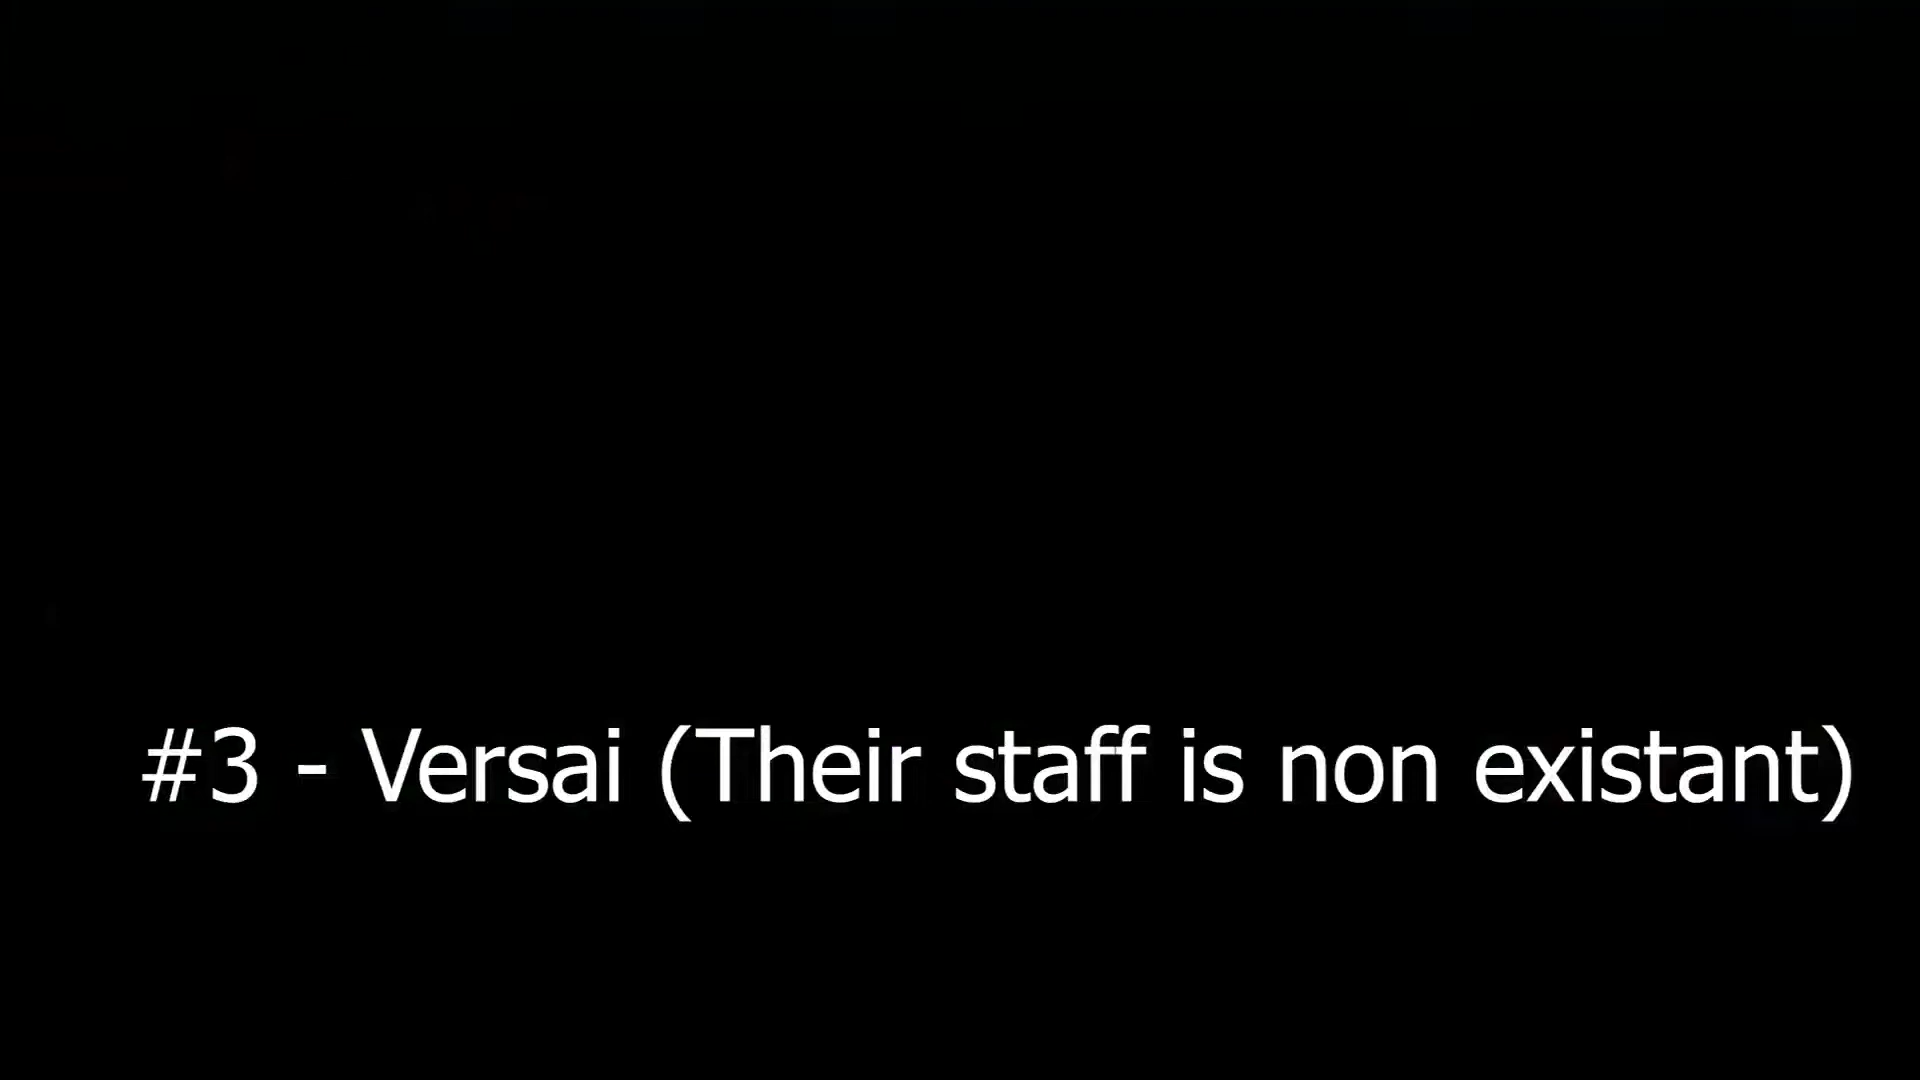 #3 - Versai (Their staff is non existant)